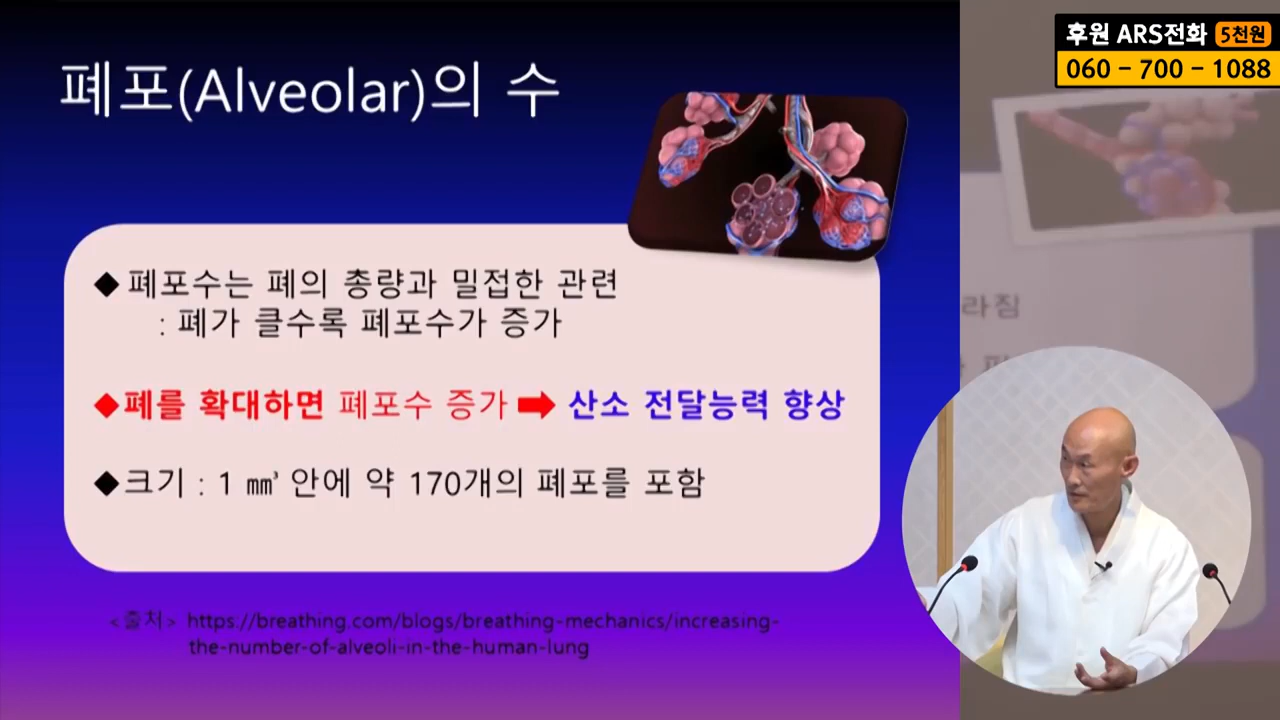 폐포(Alveolar)의 수
◆ 폐포수는 폐의 총량과 밀접한 관련
: 폐가 클수록 폐포수가 증가
◆폐를 확대하면 폐포수 증가 ➡ 산소 전달능력 향상
◆크기 : 1 ㎣ 안에 약 170개의 폐포를 포함
<출처> https://breathing.com/blogs/breathing-mechanics/increasing-
the-number-of-alveoli-in-the-human-lung
후원 ARS전화 5천원
060 - 700 - 1088
라짐